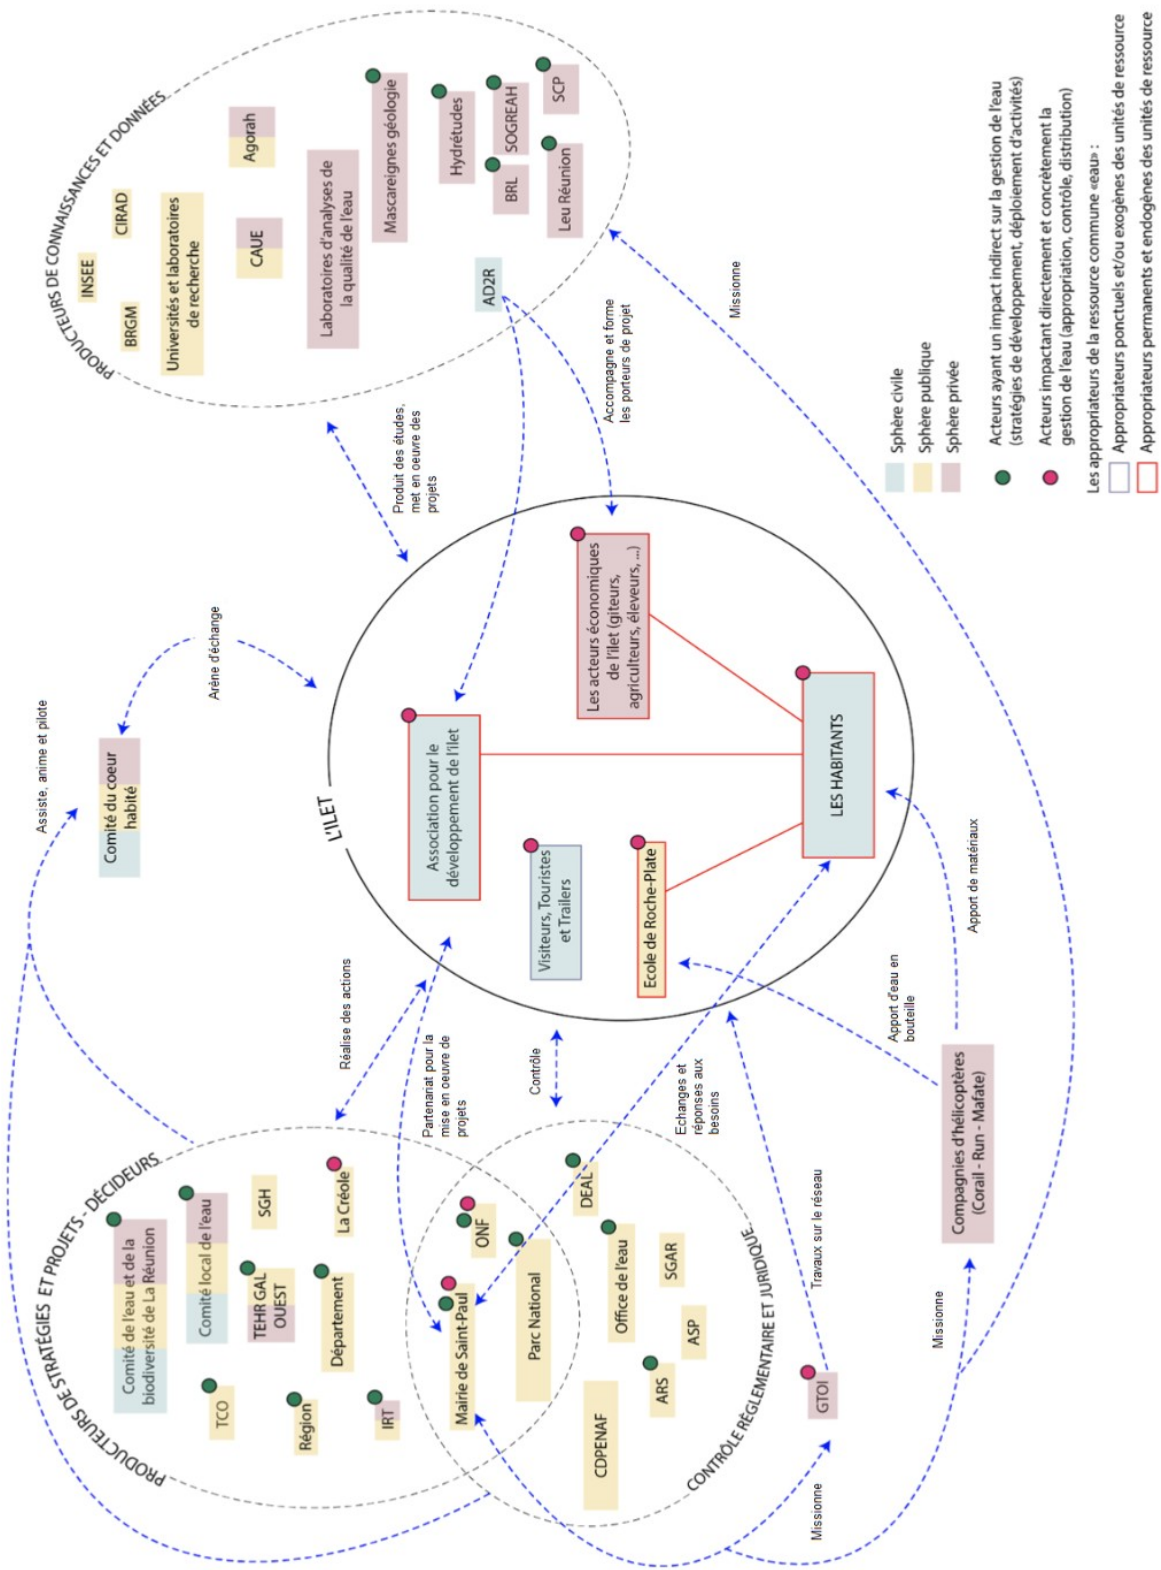 PRODUCTEURS DE STRATÉGIES ET PROJETS - DÉCIDEURS
Comité de l'eau et de la
biodiversité de La Réunion
Comité local de l'eau
TCO
TEHR GAL
OUEST
SGH
Région
Département
La Créole
IRT
Mairie de Saint-Paul
ONF
Parc National
CONTRÔLE RÉGLEMENTAIRE ET JURIDIQUE
DEAL
Office de l'eau
CDPENAF
ARS
SGAR
ASP
Assiste, anime et pilote
Comité du coeur
habité
Arène d'échange
Réalise des actions
Partenariat pour la
mise en oeuvre de
projets
Contrôle
Echanges et
réponses aux
besoins
L'ILET
Association pour le
développement de l'ilet
Visiteurs, Touristes
et Trailers
Ecole de Roche-Plate
Les acteurs économiques
de l'ilet (giteurs,
agriculteurs, éleveurs, ...)
LES HABITANTS
PRODUCTEURS DE CONNAISSANCES ET DONNÉES
INSEE
BRGM
CIRAD
Universités et laboratoires
de recherche
CAUE
Agorah
Laboratoires d'analyses de
la qualité de l'eau
Mascareignes géologie
Hydrétudes
AD2R
BRL
SOGREAH
Leu Réunion
SCP
Produit des études,
met en oeuvre des
projets
Accompagne et forme
les porteurs de projet
Missionne
Travaux sur le réseau
GTOI
Missionne
Missionne
Apport d'eau en
bouteille
Apport de matériaux
Compagnies d'hélicoptères
(Corail - Run - Mafate)
Sphère civile
Sphère publique
Sphère privée
Acteurs ayant un impact indirect sur la gestion de l'eau
(stratégies de développement, déploiement d'activités)
Acteurs impactant directement et concrètement la
gestion de l'eau (appropriation, contrôle, distribution)
Les appropriateurs de la ressource commune «eau» :
Appropriateurs ponctuels et/ou exogènes des unités de ressource
Appropriateurs permanents et endogènes des unités de ressource